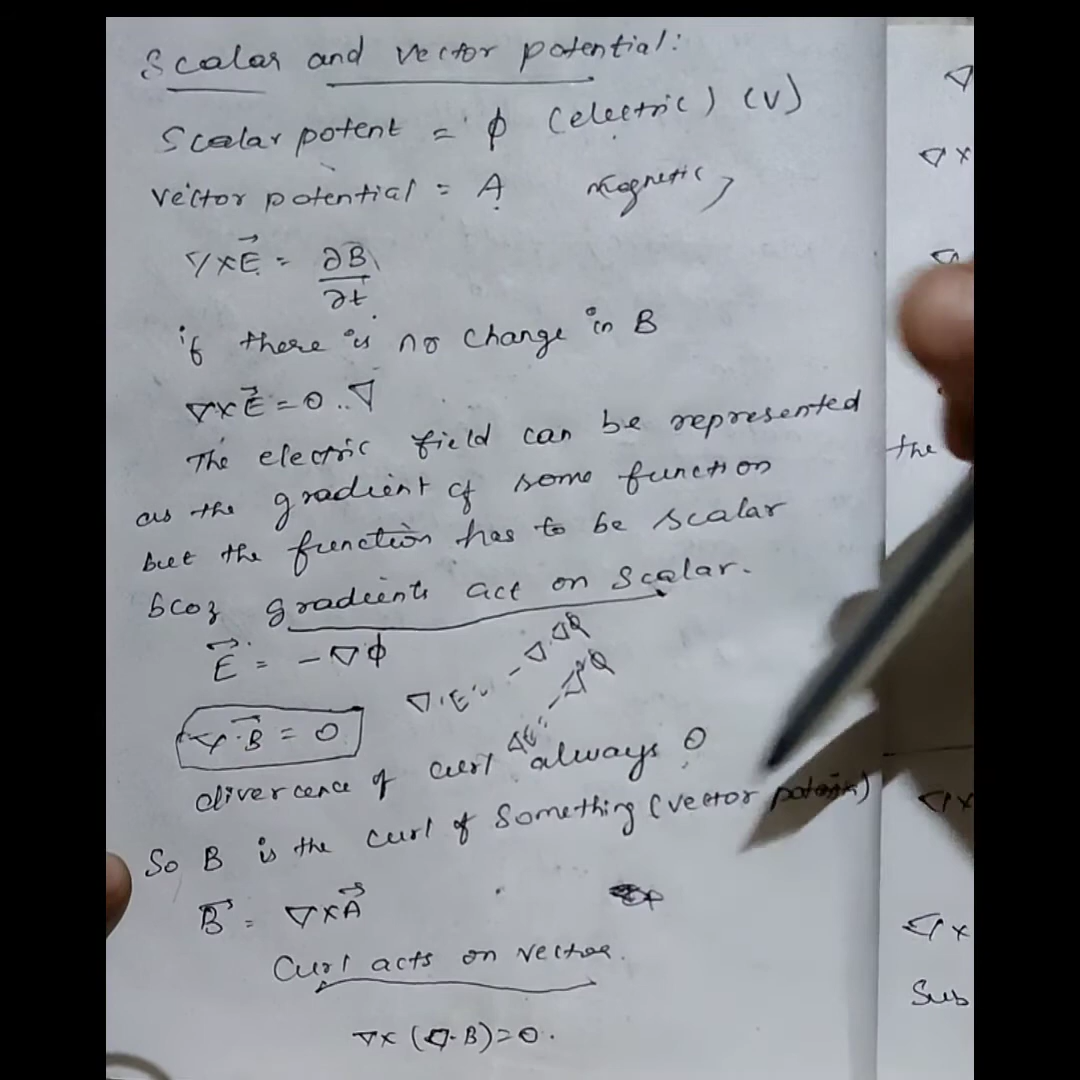 Scalar and vector potential:
Scalar potent = φ (electric) (V)
Vector potential = A magnetic
∇×E⃗ = ∂B/∂t
if there is no change in B
∇×E⃗ = 0 .. ∇
The electric field can be represented
as the gradient of some function
but the function has to be scalar
bcoz gradients act on scalar.
E⃗ = -∇φ
∇·E = -∇·∇φ
-∇²φ
∇·B⃗ = 0
divercence of curl always 0
So B is the curl of something (vector
B⃗ = ∇×A⃗
Curl acts on vector.
∇×(∇·B)=0.
∇
∇×
the
∇×
∇×
Sub